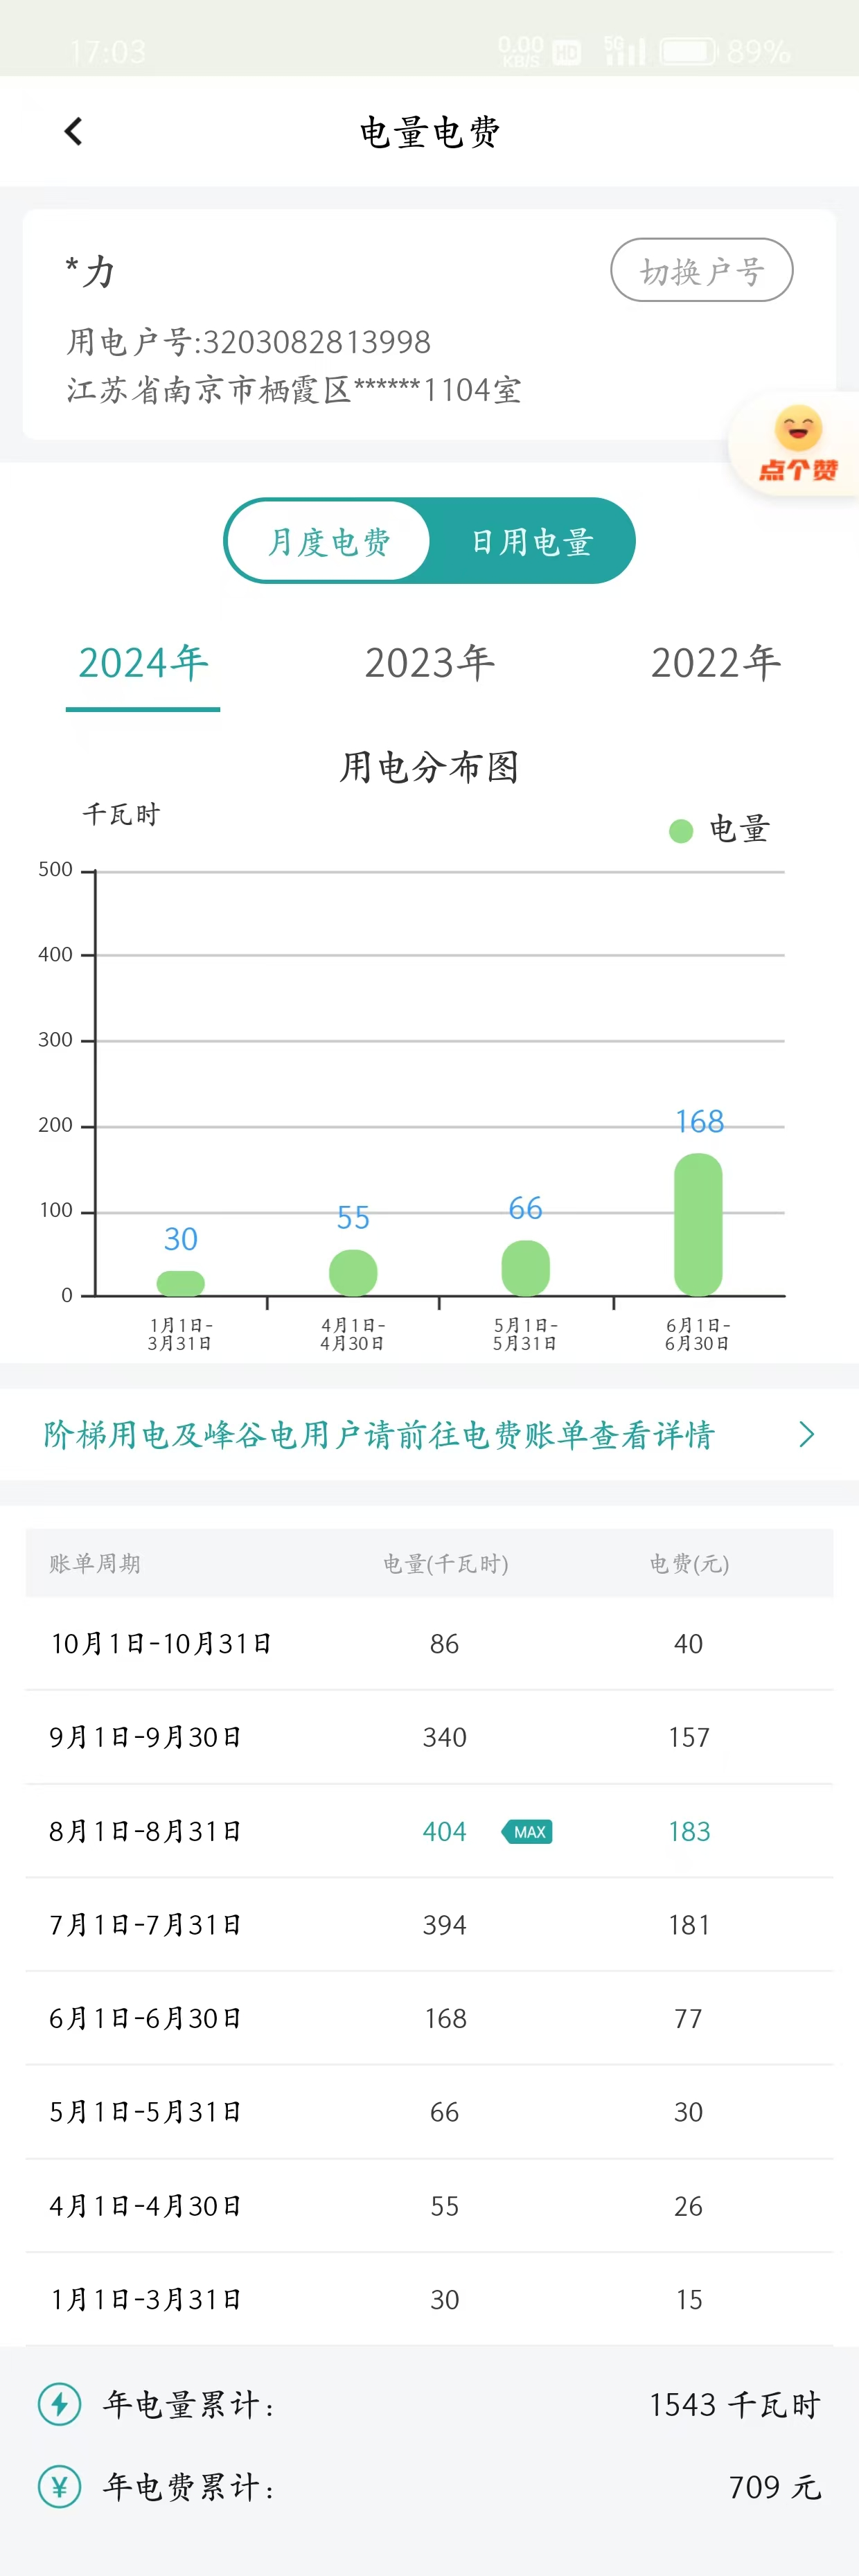 17:03
0.00 KB/S HD 5G 89%
电量电费
*力
切换户号
用电户号:3203082813998
江苏省南京市栖霞区******1104室
点个赞
月度电费 日用电量
2024年 2023年 2022年
用电分布图
千瓦时
电量
500
400
300
200
100
0
30
55
66
168
1月1日-
3月31日
4月1日-
4月30日
5月1日-
5月31日
6月1日-
6月30日
阶梯用电及峰谷电用户请前往电费账单查看详情
账单周期 电量(千瓦时) 电费(元)
10月1日-10月31日 86 40
9月1日-9月30日 340 157
8月1日-8月31日 404 MAX 183
7月1日-7月31日 394 181
6月1日-6月30日 168 77
5月1日-5月31日 66 30
4月1日-4月30日 55 26
1月1日-3月31日 30 15
年电量累计： 1543 千瓦时
¥ 年电费累计： 709 元